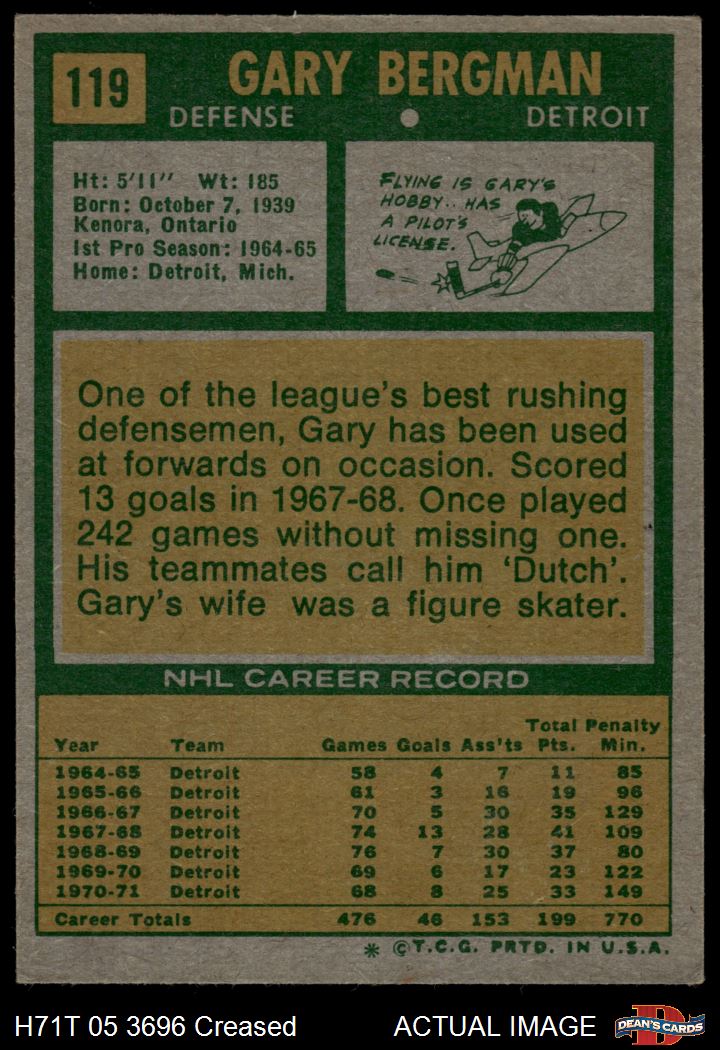 119
GARY BERGMAN
DEFENSE
DETROIT
Ht: 5'11" Wt: 185
Born: October 7, 1939
Kenora, Ontario
1st Pro Season: 1964-65
Home: Detroit, Mich.
FLYING IS GARY'S
HOBBY.. HAS
A PILOT'S
LICENSE.
One of the league's best rushing
defensemen, Gary has been used
at forwards on occasion. Scored
13 goals in 1967-68. Once played
242 games without missing one.
His teammates call him 'Dutch'.
Gary's wife was a figure skater.
NHL CAREER RECORD
Total Penalty
Year Team Games Goals Ass'ts Pts. Min.
1964-65 Detroit 58 4 7 11 85
1965-66 Detroit 61 3 16 19 96
1966-67 Detroit 70 5 30 35 129
1967-68 Detroit 74 13 28 41 109
1968-69 Detroit 76 7 30 37 80
1969-70 Detroit 69 6 17 23 122
1970-71 Detroit 68 8 25 33 149
Career Totals 476 46 153 199 770
* ©T.C.G. PRTD. IN U.S.A.
H71T 05 3696 Creased
ACTUAL IMAGE
D
DEAN'S CARDS